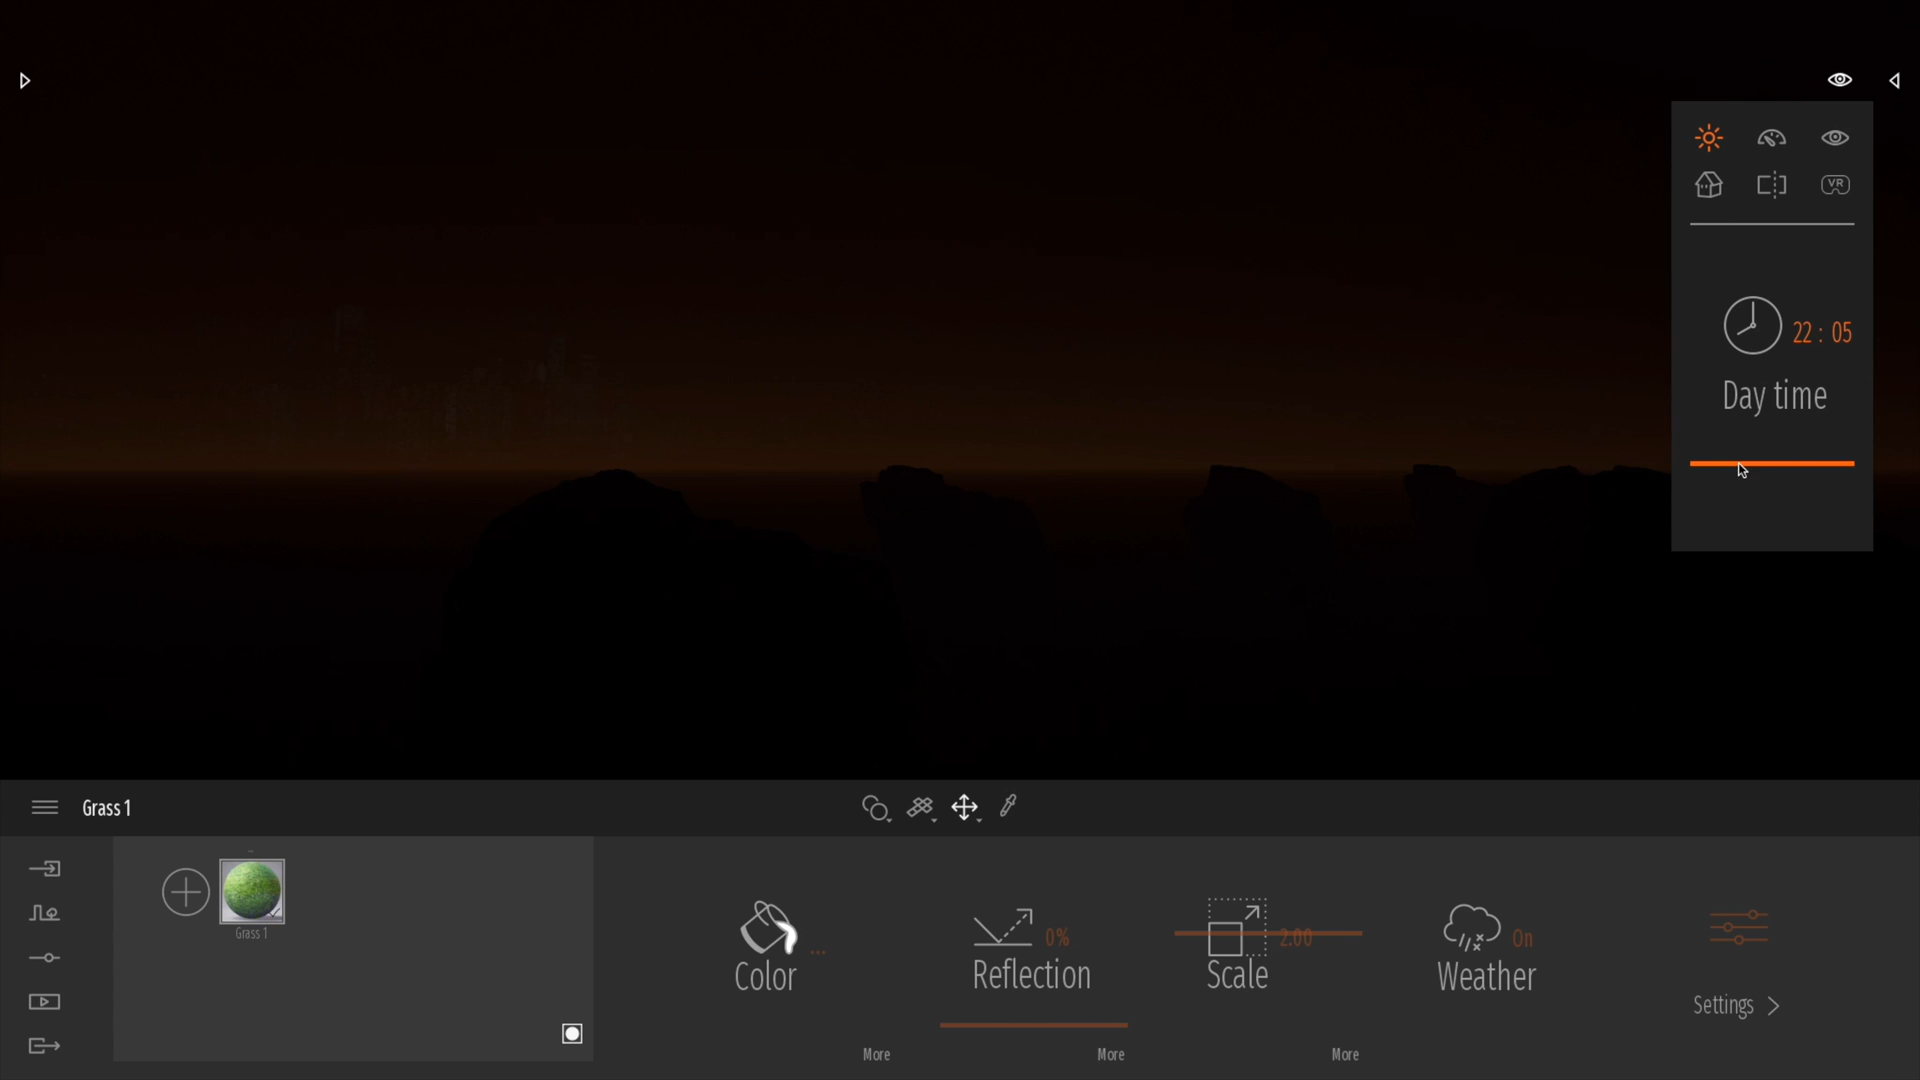 VR
22 : 05
Day time
Grass 1
Grass 1
Color
...
0%
Reflection
2.00
Scale
On
Weather
Settings
More
More
More